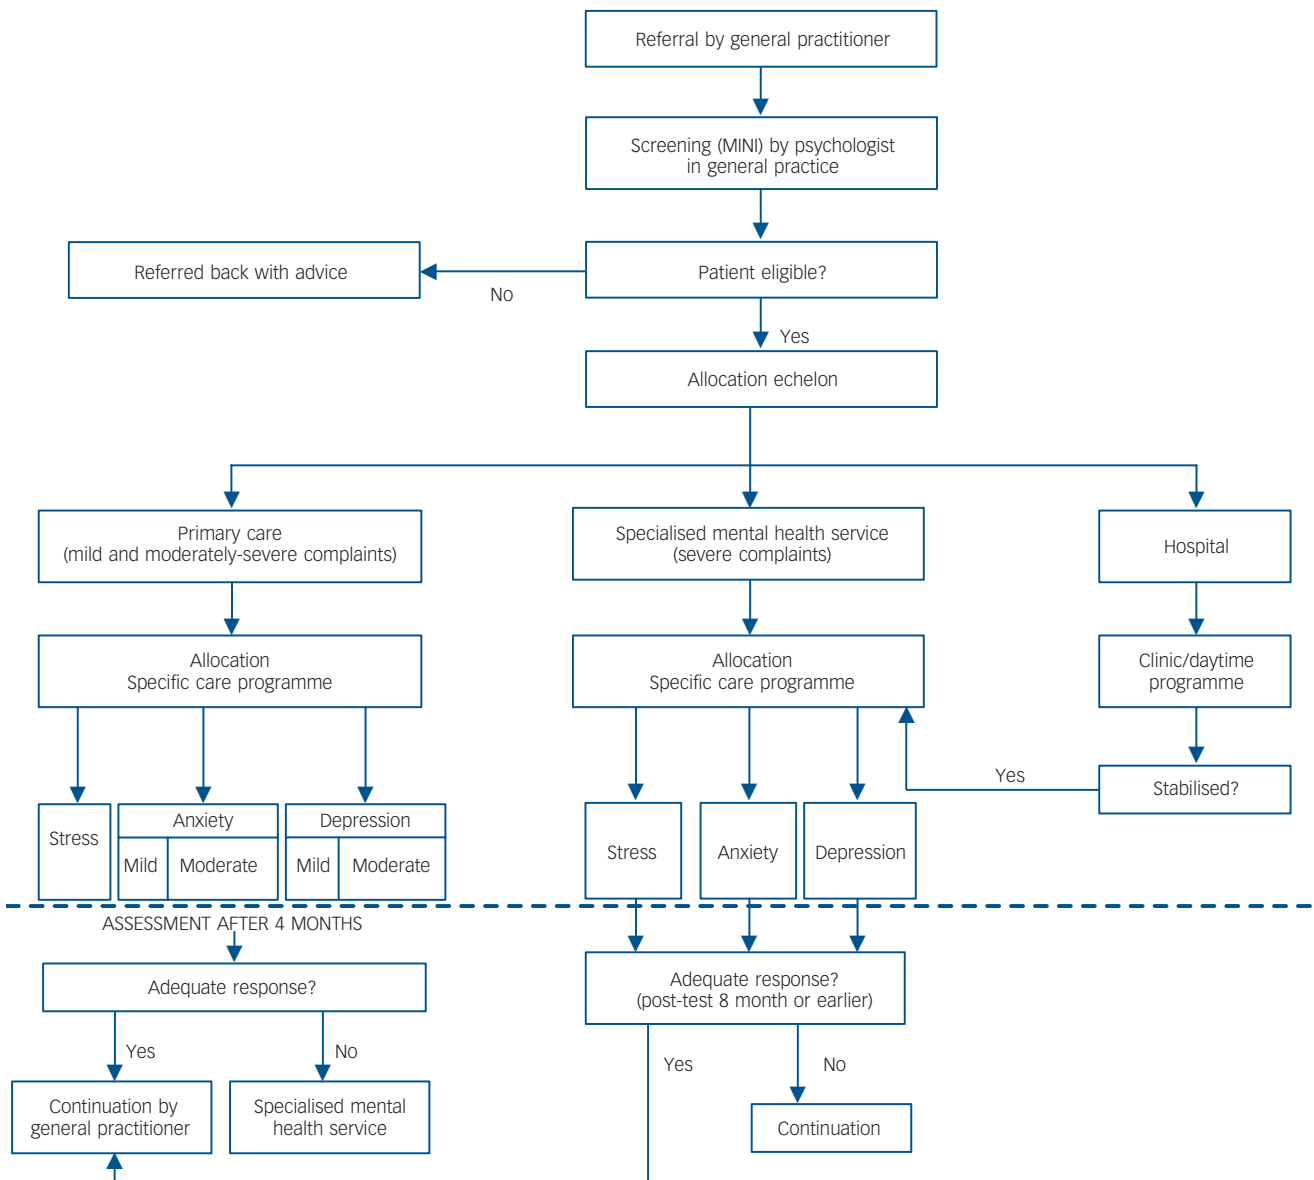 Referral by general practitioner
Screening (MINI) by psychologist
in general practice
Referred back with advice
Patient eligible?
No
Yes
Allocation echelon
Primary care
(mild and moderately-severe complaints)
Specialised mental health service
(severe complaints)
Hospital
Allocation
Specific care programme
Allocation
Specific care programme
Clinic/daytime
programme
Yes
Stabilised?
Stress
Anxiety
Mild
Moderate
Depression
Mild
Moderate
Stress
Anxiety
Depression
ASSESSMENT AFTER 4 MONTHS
Adequate response?
Adequate response?
(post-test 8 month or earlier)
Yes
No
Yes
No
Continuation by
general practitioner
Specialised mental
health service
Continuation